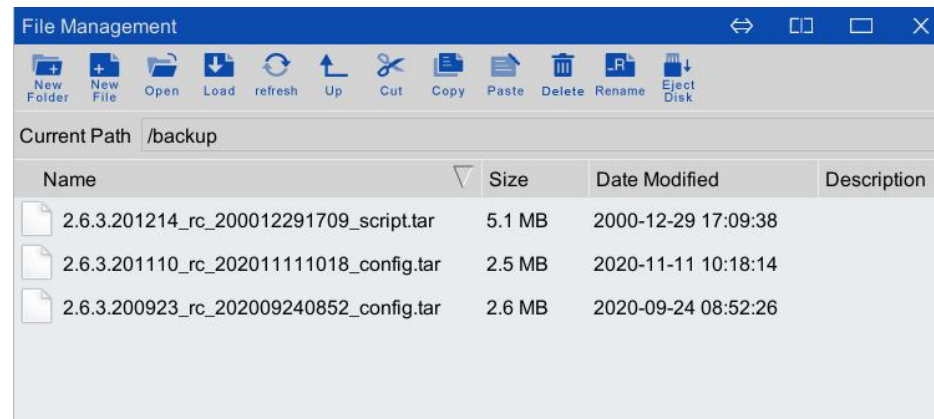 File Management
New Folder New File Open Load refresh Up Cut Copy Paste Delete Rename Eject Disk
Current Path /backup
Name Size Date Modified Description
2.6.3.201214_rc_200012291709_script.tar 5.1 MB 2000-12-29 17:09:38
2.6.3.201110_rc_202011111018_config.tar 2.5 MB 2020-11-11 10:18:14
2.6.3.200923_rc_202009240852_config.tar 2.6 MB 2020-09-24 08:52:26